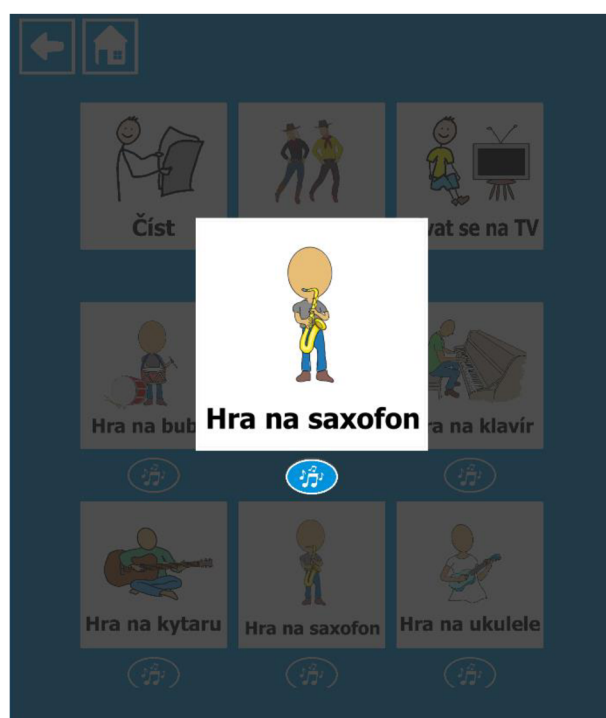 Číst
vat se na TV
Hra na bub
Hra na saxofon
ra na klavír
Hra na kytaru
Hra na saxofon
Hra na ukulele